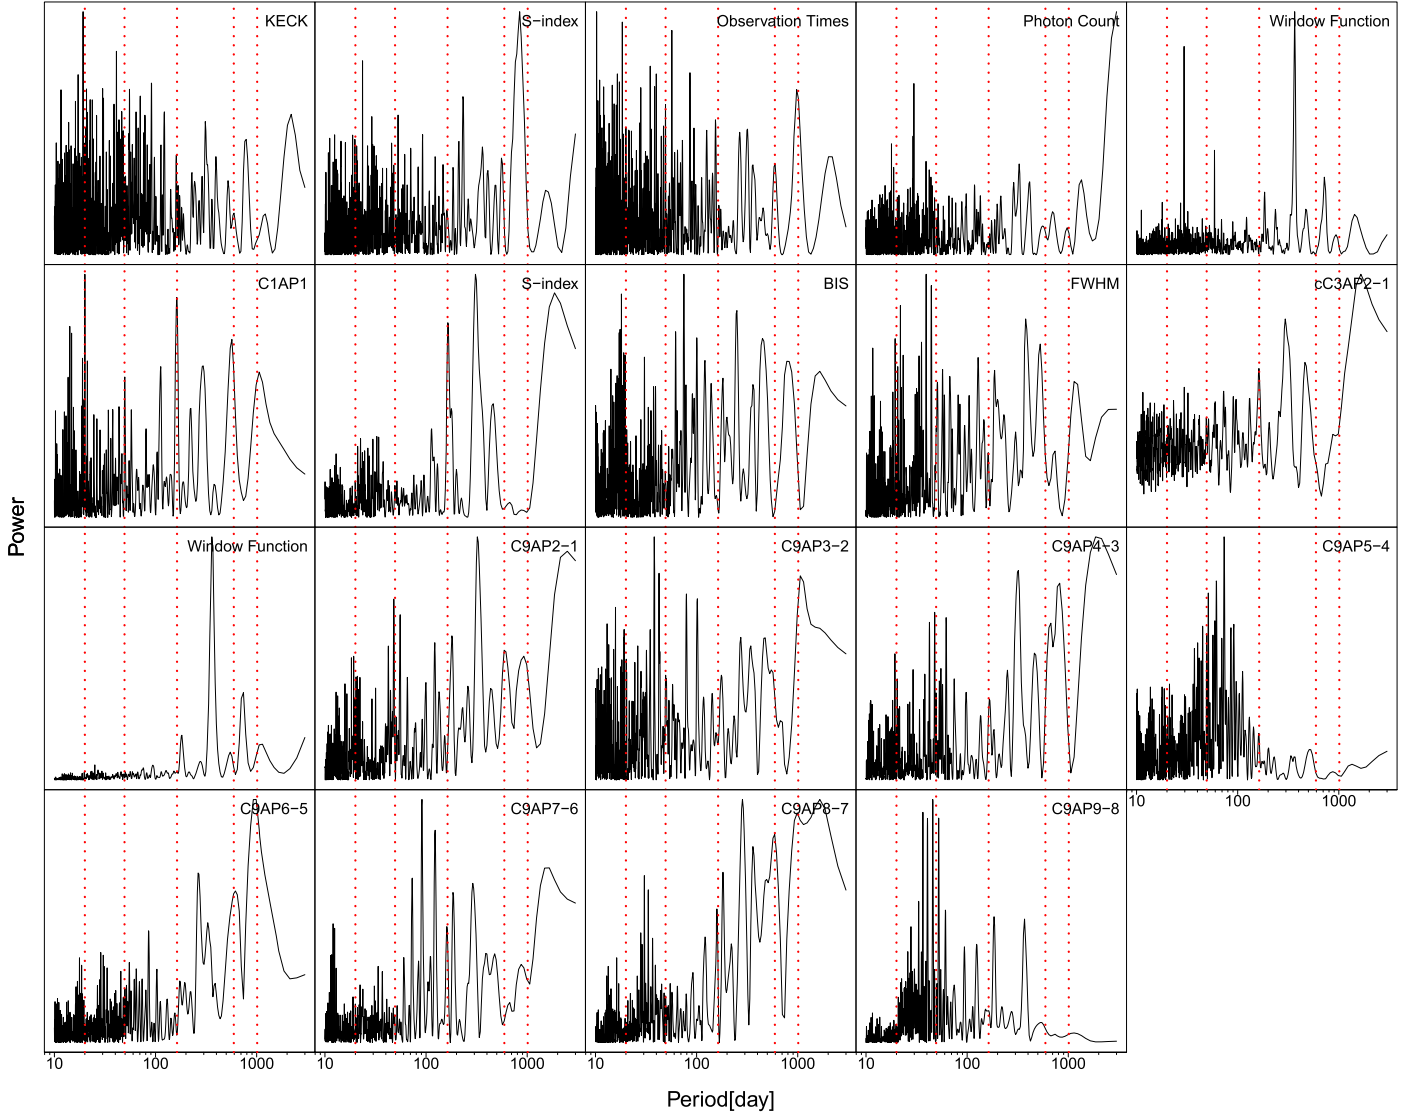 KECK
S−index
Observation Times
Photon Count
Window Function
C1AP1
S−index
BIS
FWHM
cC3AP2−1
Window Function
C9AP2−1
C9AP3−2
C9AP4−3
C9AP5−4
10 100 1000
C9AP6−5
C9AP7−6
C9AP8−7
C9AP9−8
10 100 1000
10 100 1000
10 100 1000
10 100 1000
Power
Period[day]